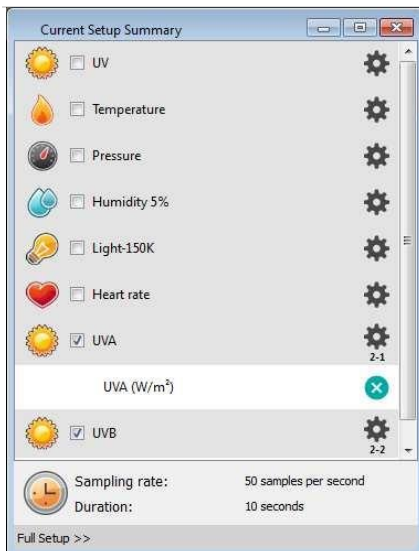 Current Setup Summary
UV
Temperature
Pressure
Humidity 5%
Light-150K
Heart rate
UVA
2-1
UVA (W/m²)
UVB
2-2
Sampling rate: 50 samples per second
Duration: 10 seconds
Full Setup >>